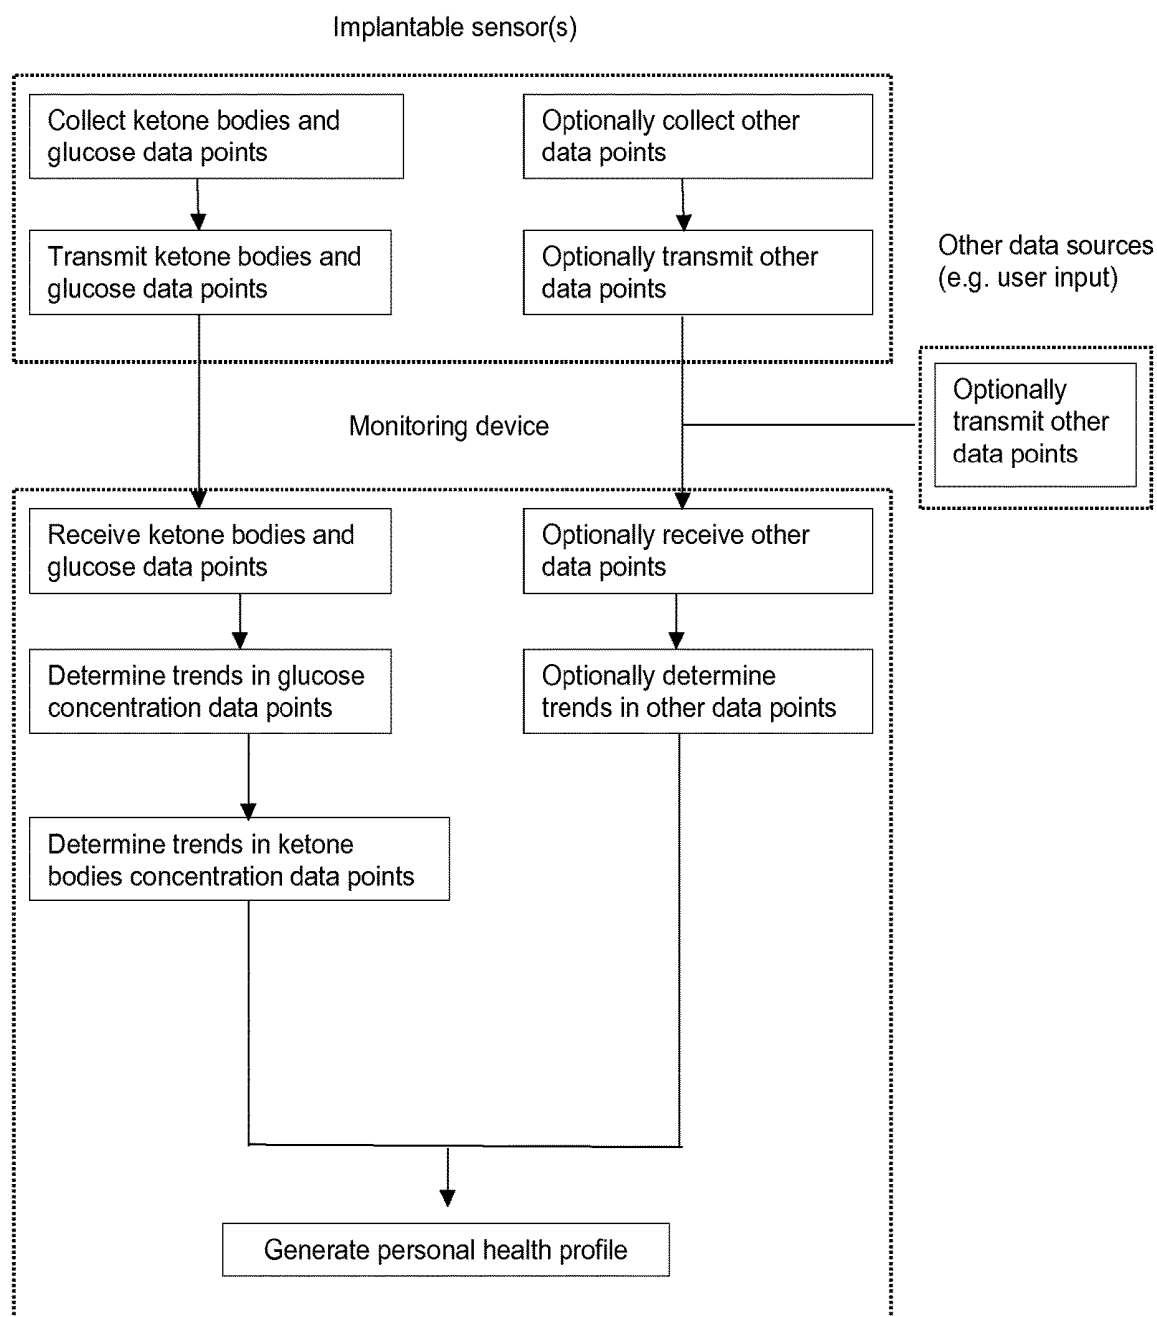 Implantable sensor(s)
Collect ketone bodies and
glucose data points
Optionally collect other
data points
Transmit ketone bodies and
glucose data points
Optionally transmit other
data points
Other data sources
(e.g. user input)
Optionally
transmit other
data points
Monitoring device
Receive ketone bodies and
glucose data points
Optionally receive other
data points
Determine trends in glucose
concentration data points
Optionally determine
trends in other data points
Determine trends in ketone
bodies concentration data points
Generate personal health profile